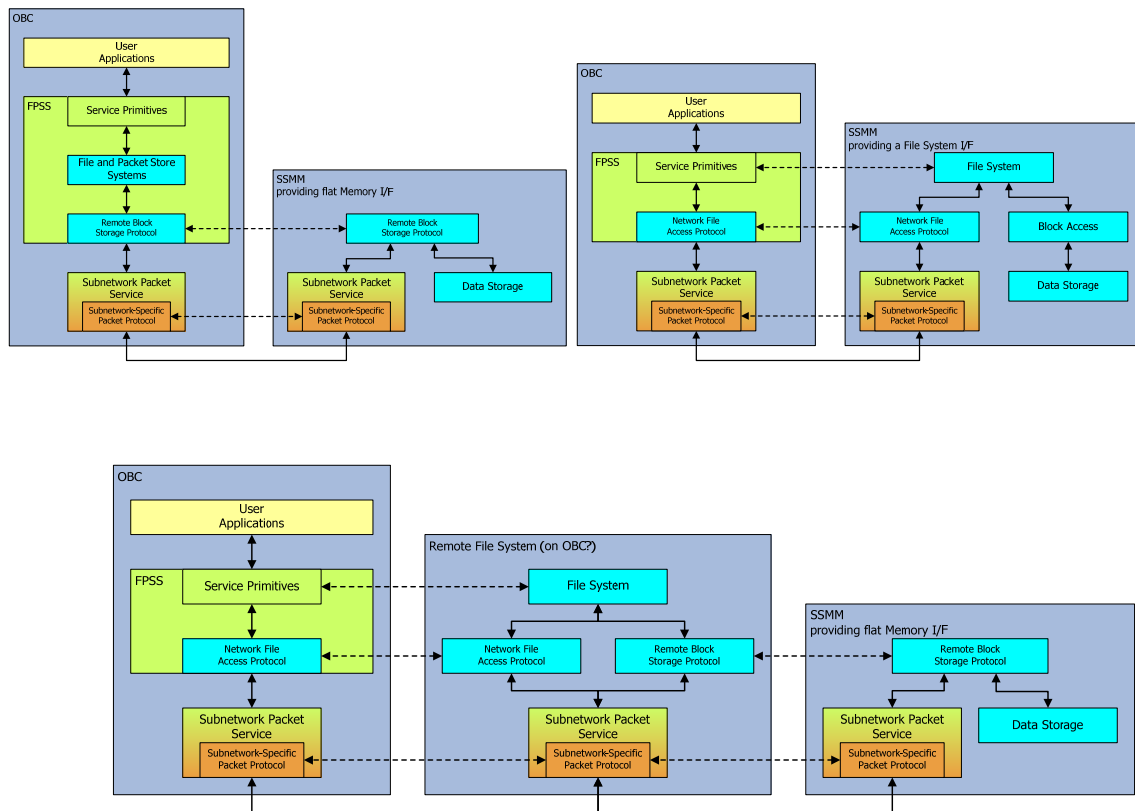 OBC
User
Applications
FPSS
Service Primitives
File and Packet Store
Systems
Remote Block
Storage Protocol
Subnetwork Packet
Service
Subnetwork-Specific
Packet Protocol
SSMM
providing flat Memory I/F
Remote Block
Storage Protocol
Subnetwork Packet
Service
Subnetwork-Specific
Packet Protocol
Data Storage
OBC
User
Applications
FPSS
Service Primitives
Network File
Access Protocol
Subnetwork Packet
Service
Subnetwork-Specific
Packet Protocol
SSMM
providing a File System I/F
File System
Network File
Access Protocol
Block Access
Subnetwork Packet
Service
Subnetwork-Specific
Packet Protocol
Data Storage
OBC
User
Applications
FPSS
Service Primitives
Network File
Access Protocol
Subnetwork Packet
Service
Subnetwork-Specific
Packet Protocol
Remote File System (on OBC?)
File System
Network File
Access Protocol
Remote Block
Storage Protocol
Subnetwork Packet
Service
Subnetwork-Specific
Packet Protocol
SSMM
providing flat Memory I/F
Remote Block
Storage Protocol
Subnetwork Packet
Service
Subnetwork-Specific
Packet Protocol
Data Storage